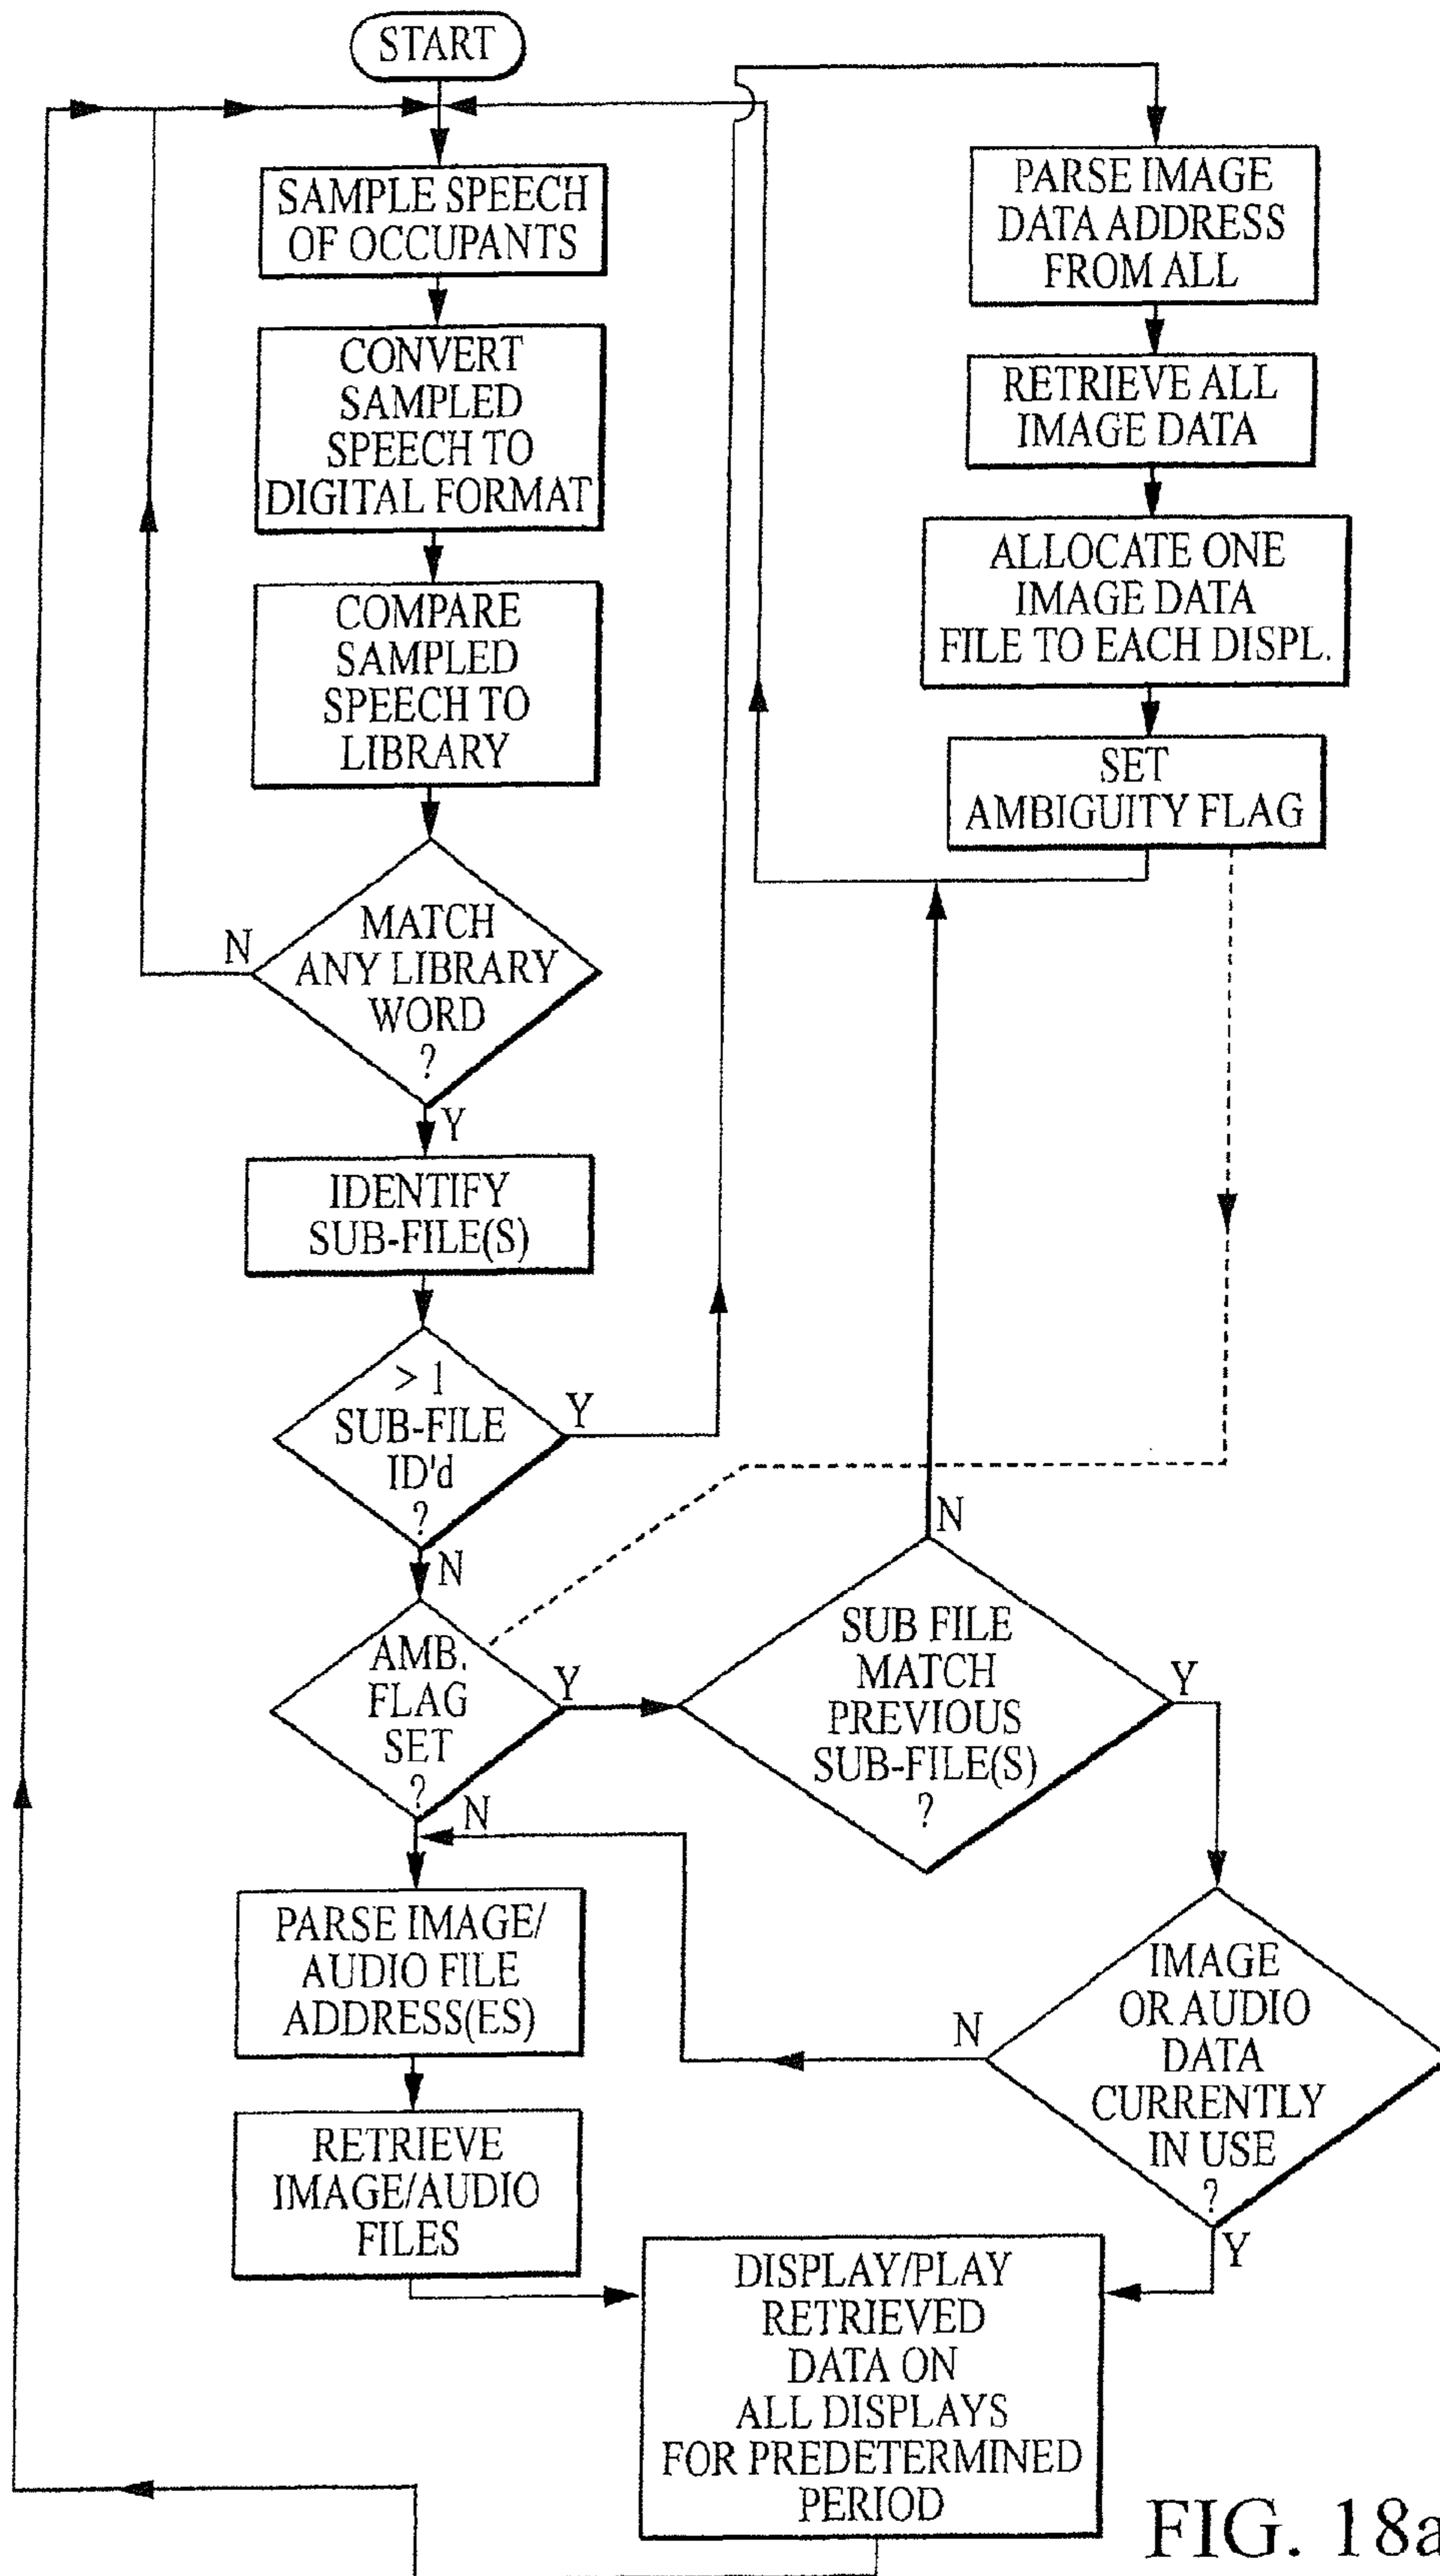 START
SAMPLE SPEECH
OF OCCUPANTS
CONVERT
SAMPLED
SPEECH TO
DIGITAL FORMAT
COMPARE
SAMPLED
SPEECH TO
LIBRARY
MATCH
ANY LIBRARY
WORD
?
N
Y
IDENTIFY
SUB-FILE(S)
> 1
SUB-FILE
ID'd
?
Y
N
AMB.
FLAG
SET
?
Y
N
PARSE IMAGE/
AUDIO FILE
ADDRESS(ES)
RETRIEVE
IMAGE/AUDIO
FILES
PARSE IMAGE
DATA ADDRESS
FROM ALL
RETRIEVE ALL
IMAGE DATA
ALLOCATE ONE
IMAGE DATA
FILE TO EACH DISPL.
SET
AMBIGUITY FLAG
N
SUB FILE
MATCH
PREVIOUS
SUB-FILE(S)
?
Y
IMAGE
OR AUDIO
DATA
CURRENTLY
IN USE
?
N
Y
DISPLAY/PLAY
RETRIEVED
DATA ON
ALL DISPLAYS
FOR PREDETERMINED
PERIOD
FIG. 18a